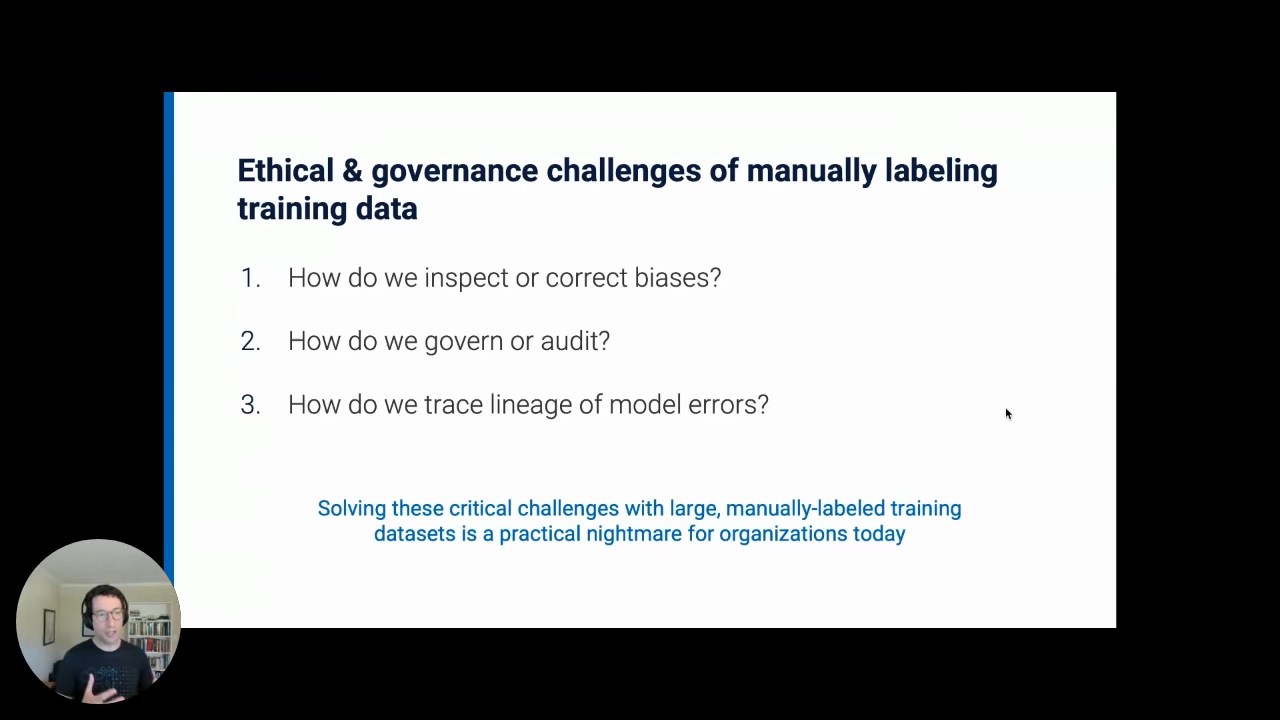 Ethical & governance challenges of manually labeling
training data
1. How do we inspect or correct biases?
2. How do we govern or audit?
3. How do we trace lineage of model errors?
Solving these critical challenges with large, manually-labeled training
datasets is a practical nightmare for organizations today